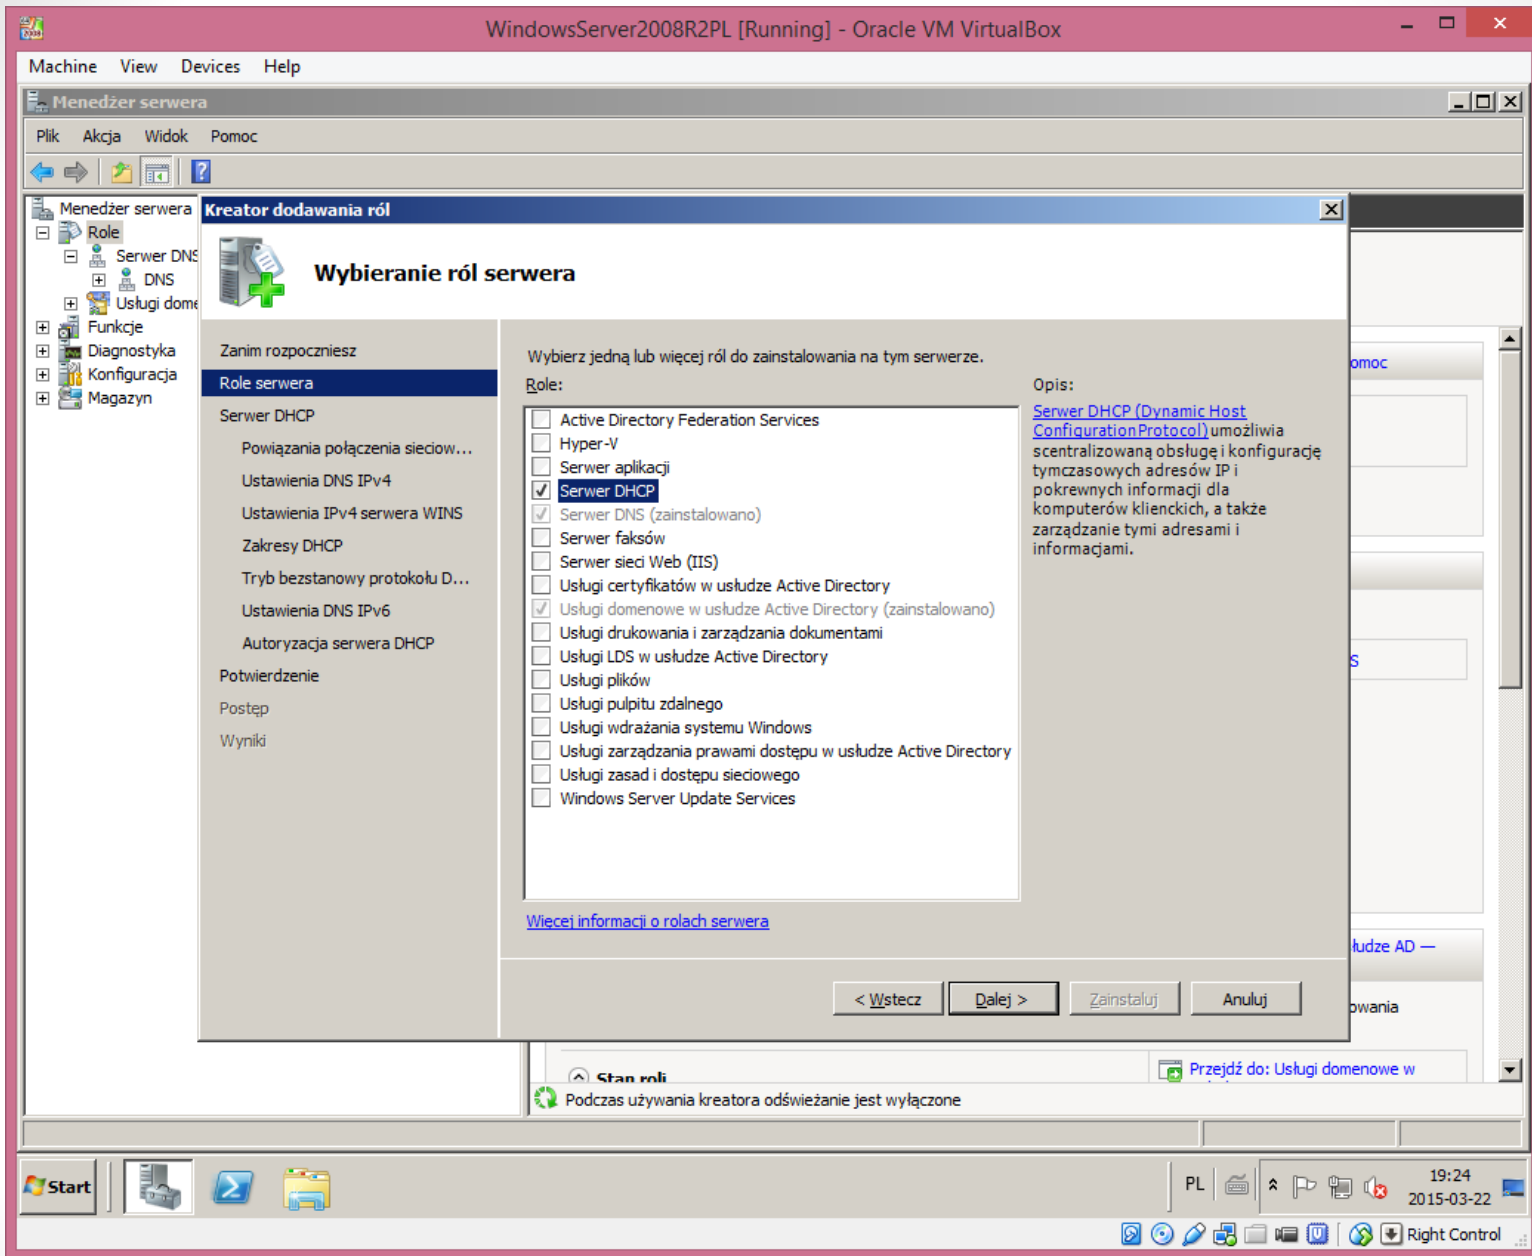 WindowsServer2008R2PL [Running] - Oracle VM VirtualBox
Machine View Devices Help
Menedżer serwera
Plik Akcja Widok Pomoc
Menedżer serwera
Role
Serwer DNS
DNS
Usługi dome
Funkcje
Diagnostyka
Konfiguracja
Magazyn
Kreator dodawania ról
Wybieranie ról serwera
Zanim rozpoczniesz
Role serwera
Serwer DHCP
Powiązania połączenia sieciow...
Ustawienia DNS IPv4
Ustawienia IPv4 serwera WINS
Zakresy DHCP
Tryb bezstanowy protokołu D...
Ustawienia DNS IPv6
Autoryzacja serwera DHCP
Potwierdzenie
Postęp
Wyniki
Wybierz jedną lub więcej ról do zainstalowania na tym serwerze.
Role:
Active Directory Federation Services
Hyper-V
Serwer aplikacji
Serwer DHCP
Serwer DNS (zainstalowano)
Serwer faksów
Serwer sieci Web (IIS)
Usługi certyfikatów w usłudze Active Directory
Usługi domenowe w usłudze Active Directory (zainstalowano)
Usługi drukowania i zarządzania dokumentami
Usługi LDS w usłudze Active Directory
Usługi plików
Usługi pulpitu zdalnego
Usługi wdrażania systemu Windows
Usługi zarządzania prawami dostępu w usłudze Active Directory
Usługi zasad i dostępu sieciowego
Windows Server Update Services
Więcej informacji o rolach serwera
Opis:
Serwer DHCP (Dynamic Host
Configuration Protocol) umożliwia
scentralizowaną obsługę i konfigurację
tymczasowych adresów IP i
pokrewnych informacji dla
komputerów klienckich, a także
zarządzanie tymi adresami i
informacjami.
< Wstecz
Dalej >
Zainstaluj
Anuluj
omoc
S
łudze AD —
owania
Stan roli
Przejdź do: Usługi domenowe w
Podczas używania kreatora odświeżanie jest wyłączone
Start
PL
19:24
2015-03-22
Right Control